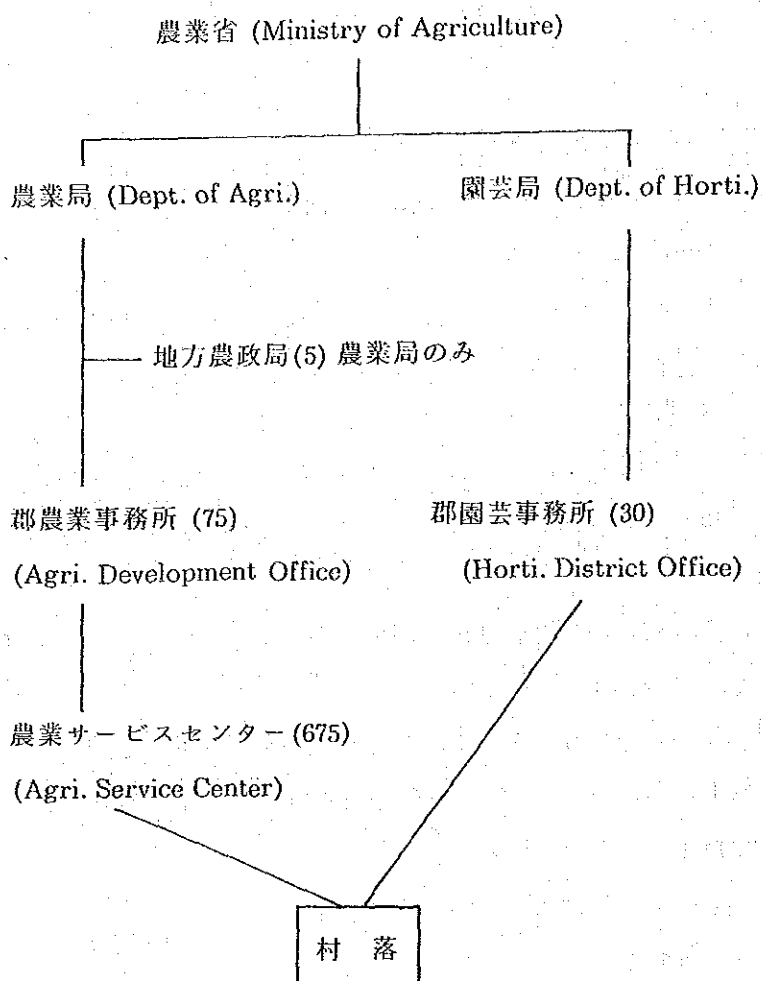 農業省 (Ministry of Agriculture)
農業局 (Dept. of Agri.)
園芸局 (Dept. of Horti.)
地方農政局(5) 農業局のみ
郡農業事務所 (75)
(Agri. Development Office)
郡園芸事務所 (30)
(Horti. District Office)
農業サービスセンター(675)
(Agri. Service Center)
村 落